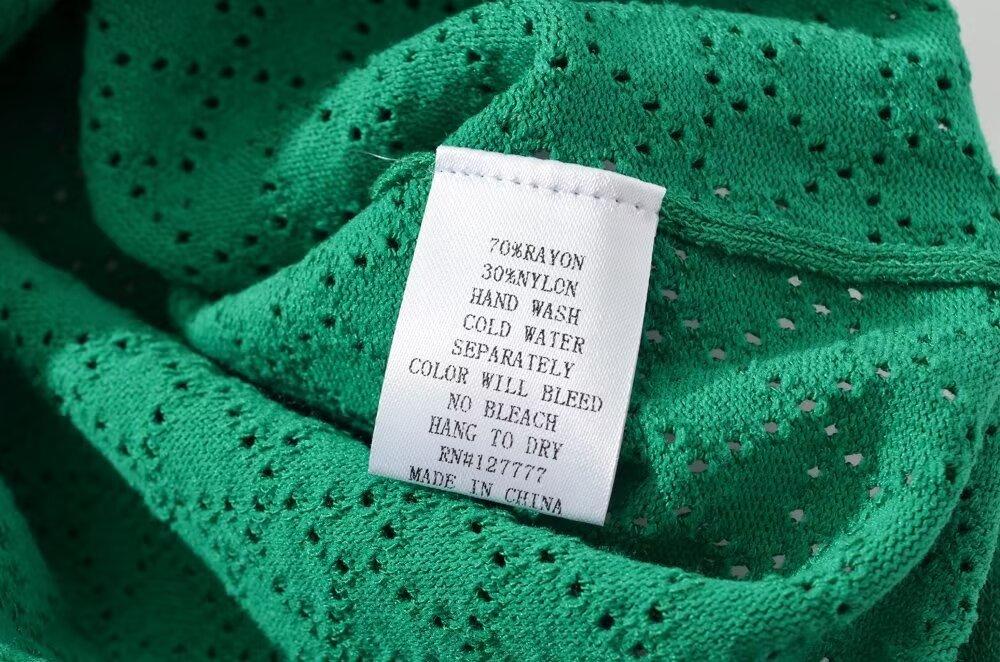 70%RAYON
30%NYLON
HAND WASH
COLD WATER
SEPARATELY
COLOR WILL BLEED
NO BLEACH
HANG TO DRY
RN#127777
MADE IN CHINA